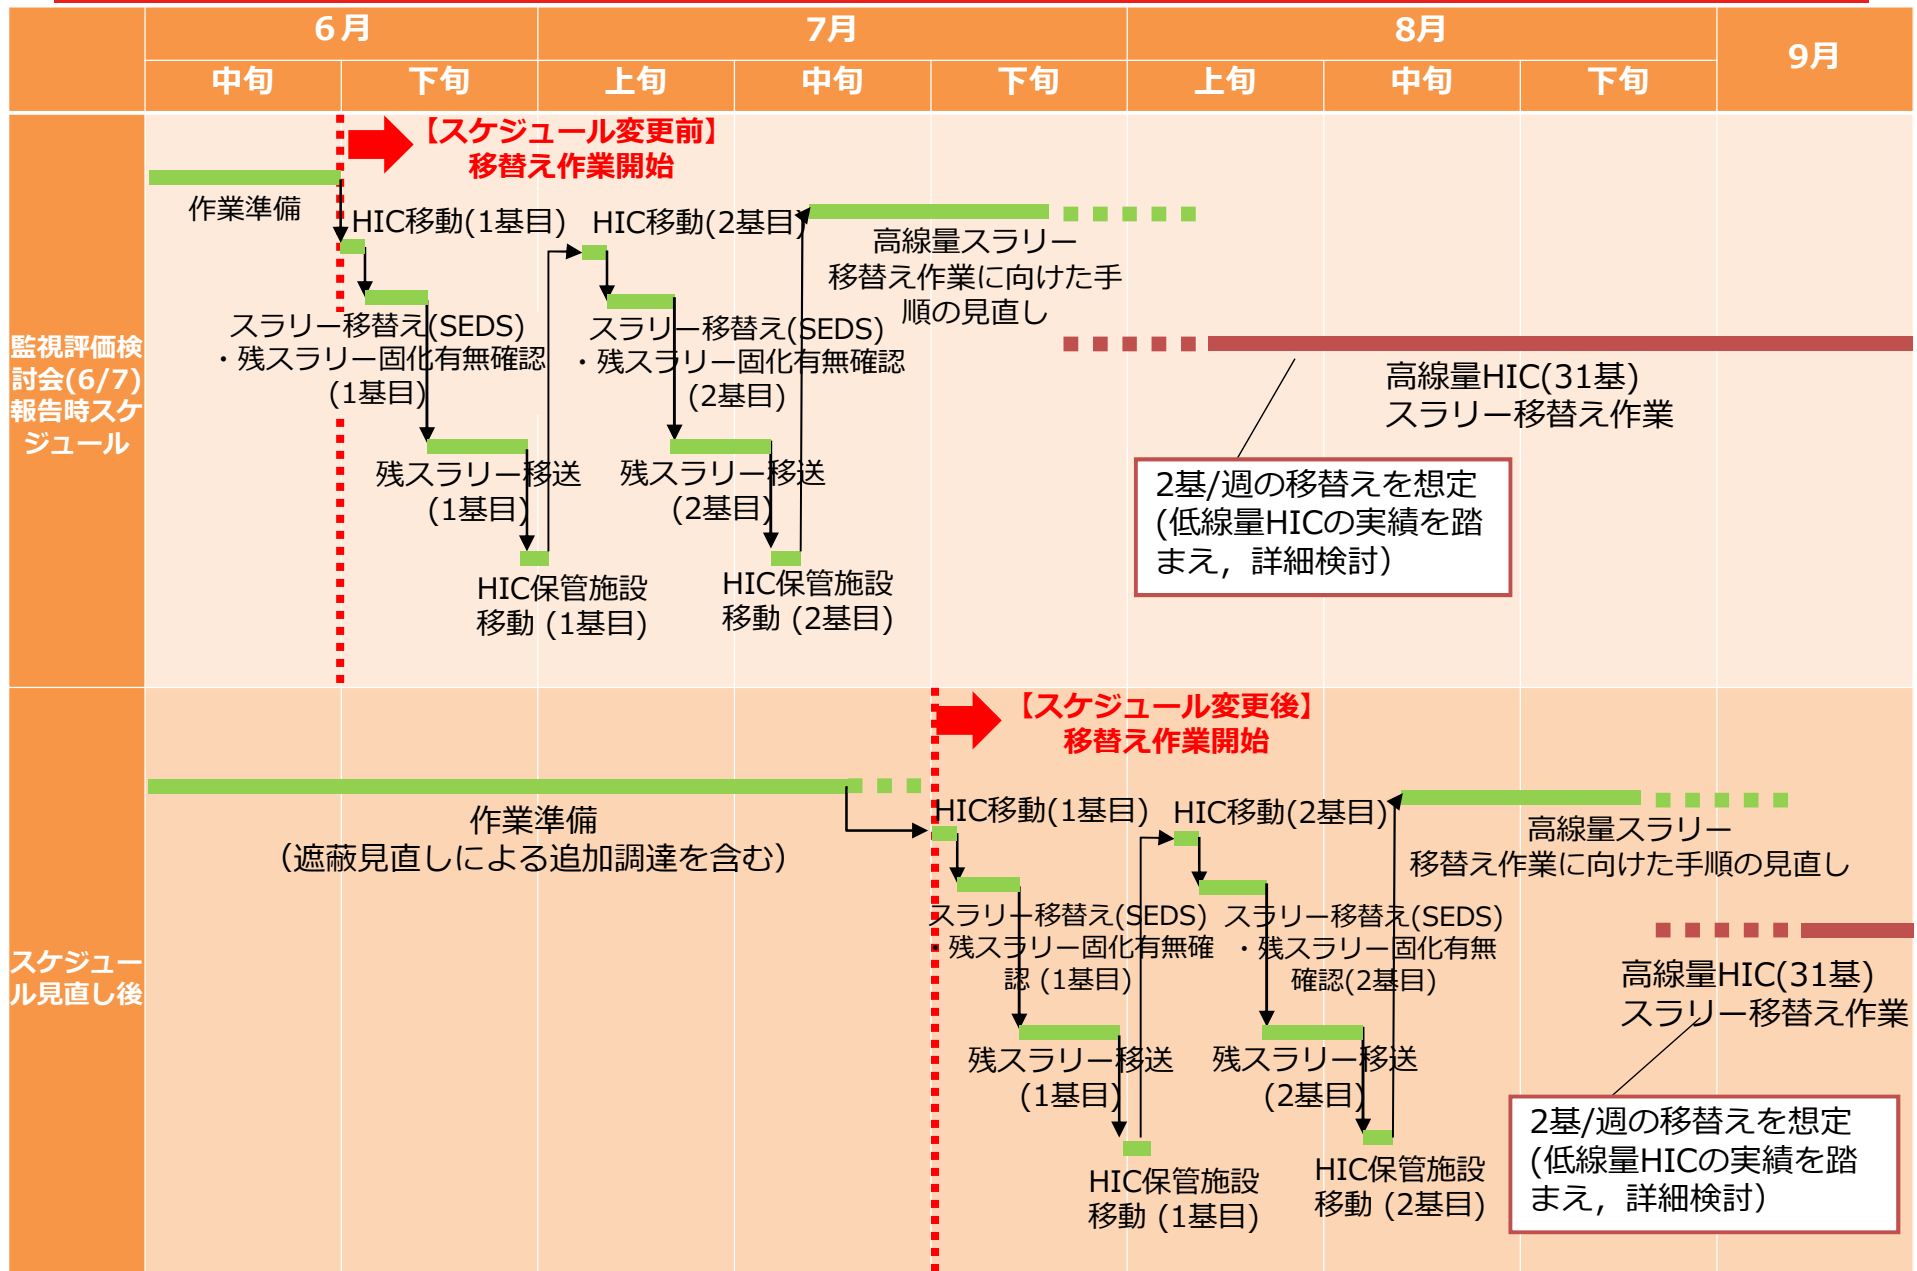 6月
7月
8月
9月
中旬
下旬
上旬
中旬
下旬
上旬
中旬
下旬
監視評価検
討会(6/7)
報告時スケ
ジュール
【スケジュール変更前】
移替え作業開始
作業準備
HIC移動(1基目)
HIC移動(2基目)
高線量スラリー
移替え作業に向けた手
順の見直し
スラリー移替え(SEDS)
・残スラリー固化有無確認
(1基目)
スラリー移替え(SEDS)
・残スラリー固化有無確認
(2基目)
高線量HIC(31基)
スラリー移替え作業
残スラリー移送
(1基目)
残スラリー移送
(2基目)
2基/週の移替えを想定
(低線量HICの実績を踏
まえ，詳細検討）
HIC保管施設
移動 (1基目)
HIC保管施設
移動 (2基目)
スケジュー
ル見直し後
【スケジュール変更後】
移替え作業開始
作業準備
（遮蔽見直しによる追加調達を含む）
HIC移動(1基目)
HIC移動(2基目)
高線量スラリー
移替え作業に向けた手順の見直し
スラリー移替え(SEDS)
・残スラリー固化有無確
認 (1基目)
スラリー移替え(SEDS)
・残スラリー固化有無
確認(2基目)
高線量HIC(31基)
スラリー移替え作業
残スラリー移送
(1基目)
残スラリー移送
(2基目)
2基/週の移替えを想定
(低線量HICの実績を踏
まえ，詳細検討）
HIC保管施設
移動 (1基目)
HIC保管施設
移動 (2基目)